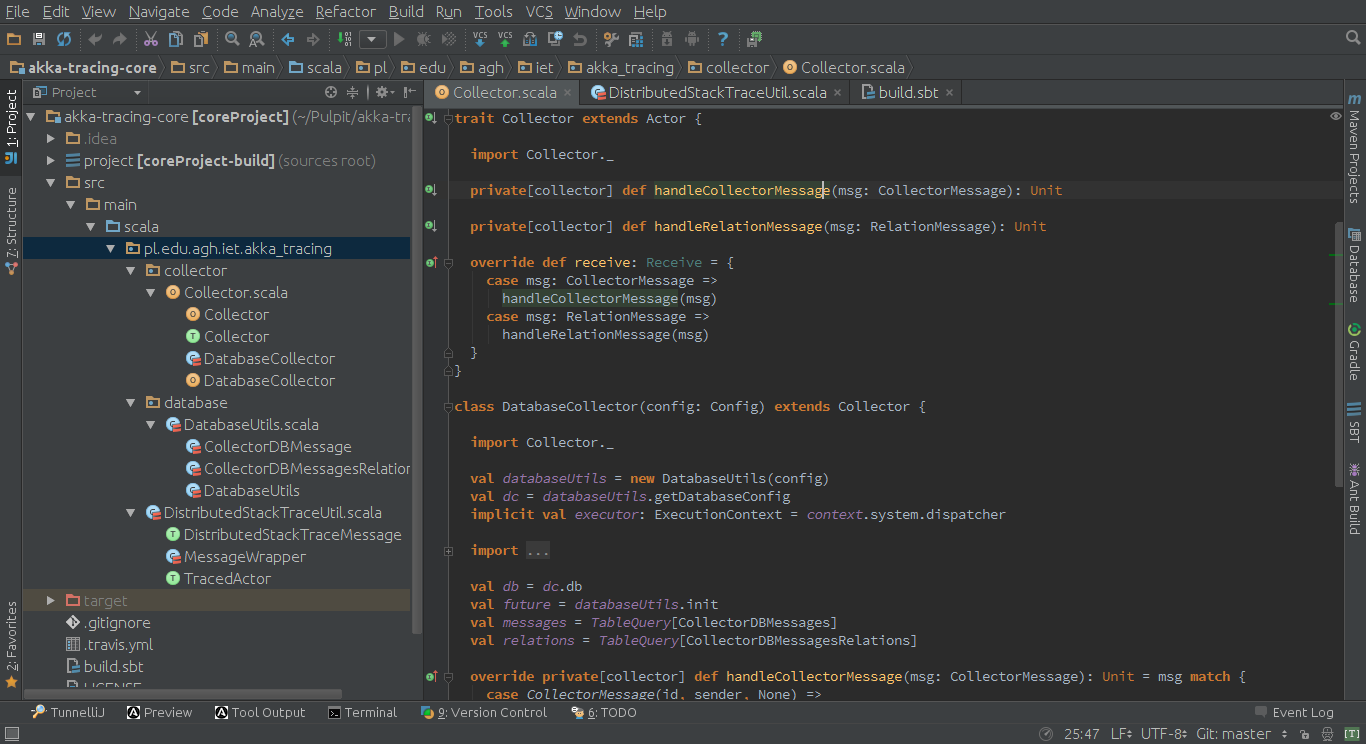 File Edit View Navigate Code Analyze Refactor Build Run Tools VCS Window Help
akka-tracing-core src main scala pl edu agh iet akka_tracing collector Collector.scala
Project
Collector.scala DistributedStackTraceUtil.scala build.sbt
1: Project
7: Structure
2: Favorites
akka-tracing-core [coreProject] (~/Pulpit/akka-tra
.idea
project [coreProject-build] (sources root)
src
main
scala
pl.edu.agh.iet.akka_tracing
collector
Collector.scala
Collector
Collector
DatabaseCollector
DatabaseCollector
database
DatabaseUtils.scala
CollectorDBMessage
CollectorDBMessagesRelation
DatabaseUtils
DistributedStackTraceUtil.scala
DistributedStackTraceMessage
MessageWrapper
TracedActor
target
.gitignore
.travis.yml
build.sbt
LICENSE
trait Collector extends Actor {
import Collector._
private[collector] def handleCollectorMessage(msg: CollectorMessage): Unit
private[collector] def handleRelationMessage(msg: RelationMessage): Unit
override def receive: Receive = {
case msg: CollectorMessage =>
handleCollectorMessage(msg)
case msg: RelationMessage =>
handleRelationMessage(msg)
}
}
class DatabaseCollector(config: Config) extends Collector {
import Collector._
val databaseUtils = new DatabaseUtils(config)
val dc = databaseUtils.getDatabaseConfig
implicit val executor: ExecutionContext = context.system.dispatcher
import ...
val db = dc.db
val future = databaseUtils.init
val messages = TableQuery[CollectorDBMessages]
val relations = TableQuery[CollectorDBMessagesRelations]
override private[collector] def handleCollectorMessage(msg: CollectorMessage): Unit = msg match {
case CollectorMessage(id, sender, None) =>
Maven Projects
Database
Gradle
SBT
Ant Build
TunnelliJ Preview Tool Output Terminal 9: Version Control 6: TODO Event Log
25:47 LF UTF-8 Git: master [T]